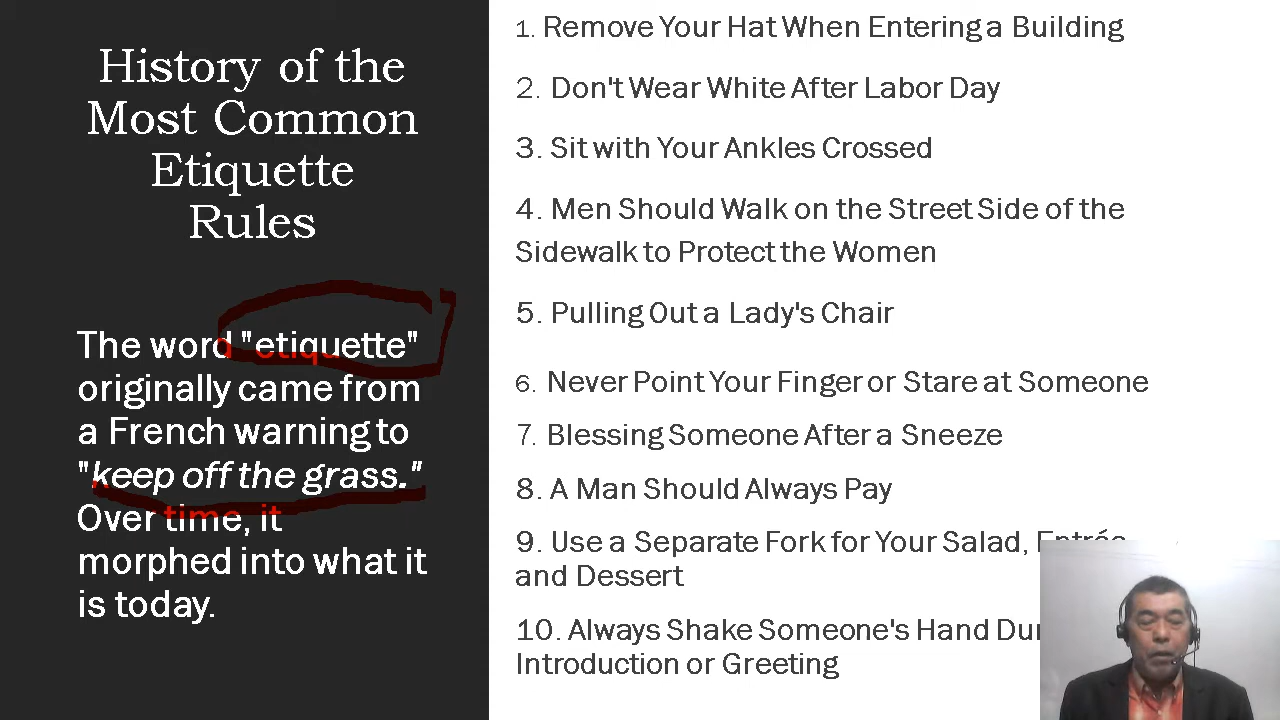 History of the
Most Common
Etiquette
Rules
The word "etiquette"
originally came from
a French warning to
"keep off the grass."
Over time, it
morphed into what it
is today.
1. Remove Your Hat When Entering a Building
2. Don't Wear White After Labor Day
3. Sit with Your Ankles Crossed
4. Men Should Walk on the Street Side of the
Sidewalk to Protect the Women
5. Pulling Out a Lady's Chair
6. Never Point Your Finger or Stare at Someone
7. Blessing Someone After a Sneeze
8. A Man Should Always Pay
9. Use a Separate Fork for Your Salad, Entrée
and Dessert
10. Always Shake Someone's Hand
Introduction or Greeting